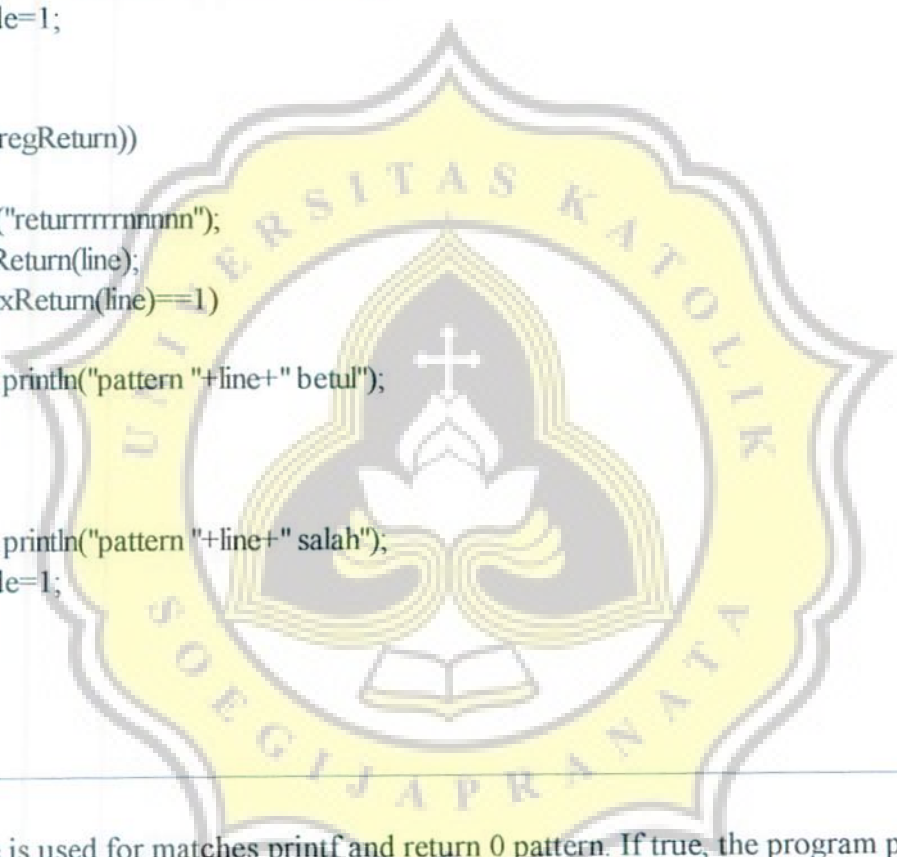 le=1;
regReturn))
("returrrrrrnnnnn");
Return(line);
xReturn(line)==1)
println("pattern "+line+" betul");
println("pattern "+line+" salah");
le=1;
is used for matches printf and return 0 pattern. If true, the program p
UNIVERSITAS KATOLIK
SOEGIJAPRANATA